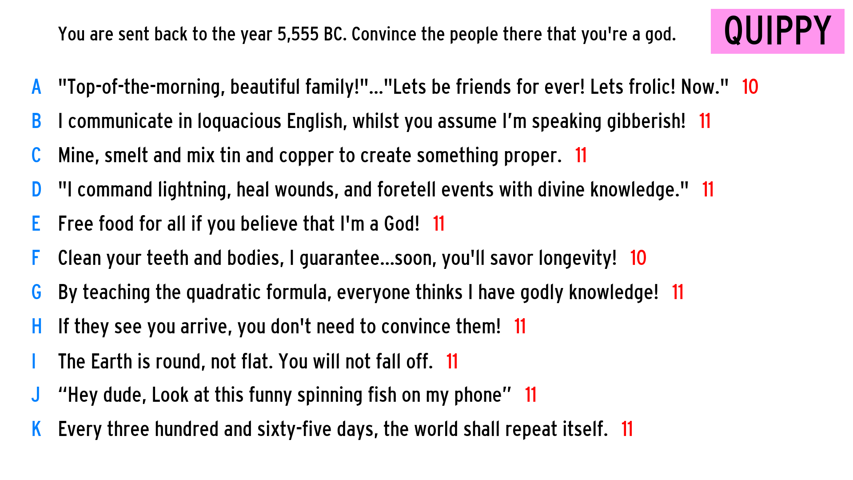 You are sent back to the year 5,555 BC. Convince the people there that you're a god.
QUIPPY
A "Top-of-the-morning, beautiful family!"..."Lets be friends for ever! Lets frolic! Now." 10
B I communicate in loquacious English, whilst you assume I’m speaking gibberish! 11
C Mine, smelt and mix tin and copper to create something proper. 11
D "I command lightning, heal wounds, and foretell events with divine knowledge." 11
E Free food for all if you believe that I'm a God! 11
F Clean your teeth and bodies, I guarantee...soon, you'll savor longevity! 10
G By teaching the quadratic formula, everyone thinks I have godly knowledge! 11
H If they see you arrive, you don't need to convince them! 11
I The Earth is round, not flat. You will not fall off. 11
J “Hey dude, Look at this funny spinning fish on my phone” 11
K Every three hundred and sixty-five days, the world shall repeat itself. 11